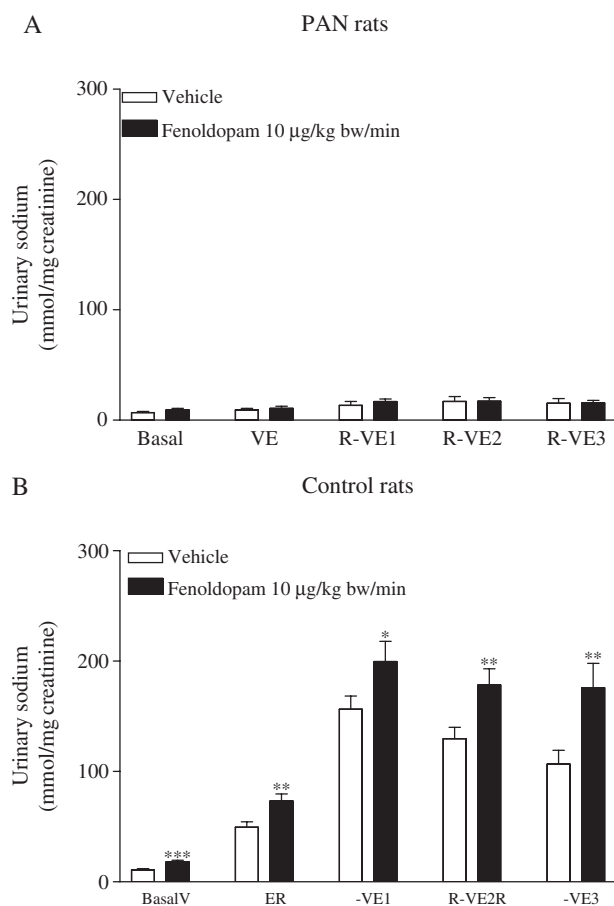 A
PAN rats
300
200
100
0
Urinary sodium
(mmol/mg creatinine)
Vehicle
Fenoldopam 10 μg/kg bw/min
Basal VE R-VE1 R-VE2 R-VE3
B
Control rats
300
200
100
0
Urinary sodium
(mmol/mg creatinine)
Vehicle
Fenoldopam 10 μg/kg bw/min
***
**
*
**
**
BasalV ER -VE1 R-VE2R -VE3